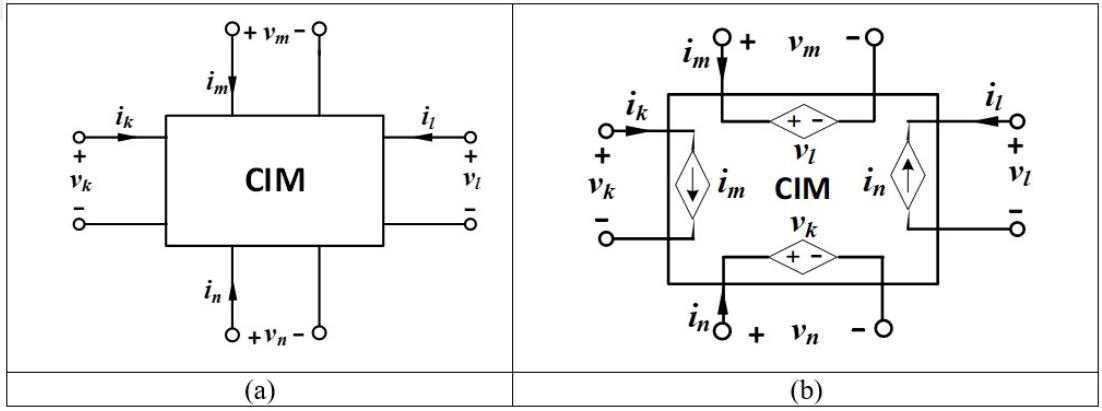 + v_m -
i_m
i_k
i_l
+
v_k
-
CIM
+
v_l
-
i_n
+ v_n -
(a)
+ v_m -
i_m
i_k
i_l
+ -
v_l
+
v_k
-
i_m
CIM
i_n
+
v_l
-
v_k
+ -
i_n
+ v_n -
(b)